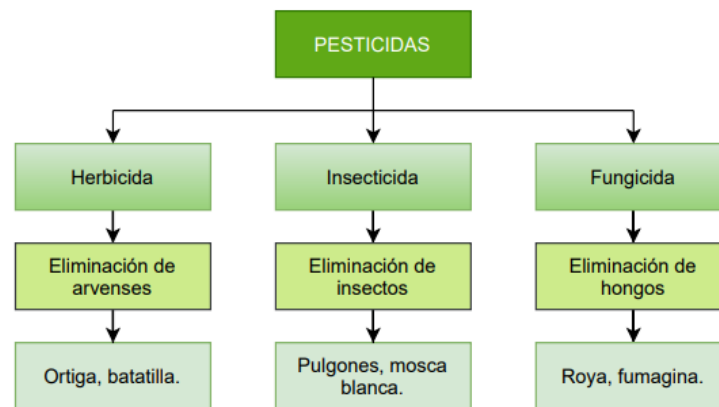 PESTICIDAS
Herbicida
Insecticida
Fungicida
Eliminación de
arvenses
Eliminación de
insectos
Eliminación de
hongos
Ortiga, batatilla.
Pulgones, mosca
blanca.
Roya, fumagina.